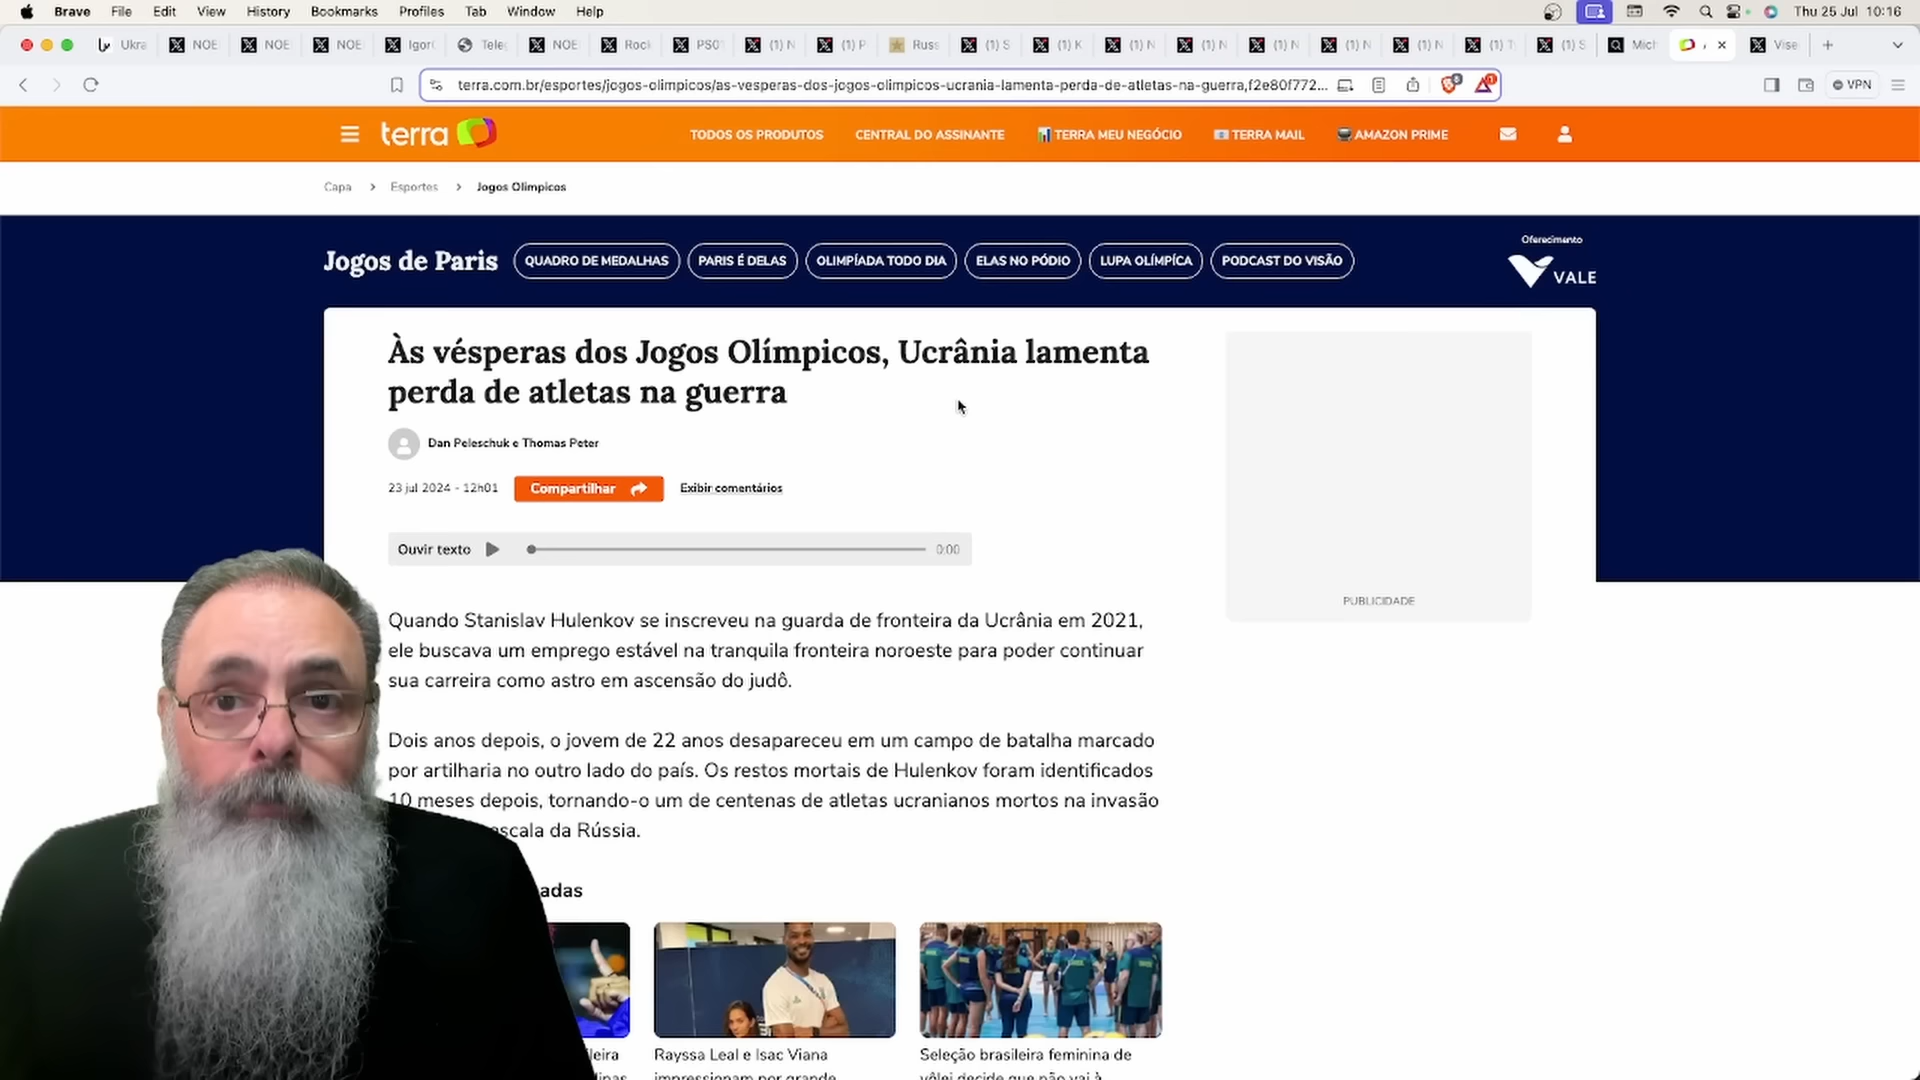 Brave File Edit View History Bookmarks Profiles Tab Window Help Thu 25 Jul 10:16
Ukra NOE NOE NOE Igor Tele NOE Rock PS01 (1) N (1) P Russ (1) S (1) K (1) N (1) N (1) N (1) N (1) N (1) T (1) S Mich Vise
terra.com.br/esportes/jogos-olimpicos/as-vesperas-dos-jogos-olimpicos-ucrania-lamenta-perda-de-atletas-na-guerra,f2e80f772... VPN
terra TODOS OS PRODUTOS CENTRAL DO ASSINANTE TERRA MEU NEGÓCIO TERRA MAIL AMAZON PRIME
Capa > Esportes > Jogos Olimpicos
Oferecimento
Jogos de Paris QUADRO DE MEDALHAS PARIS É DELAS OLIMPÍADA TODO DIA ELAS NO PÓDIO LUPA OLÍMPÍCA PODCAST DO VISÃO
VALE
Às vésperas dos Jogos Olímpicos, Ucrânia lamenta
perda de atletas na guerra
Dan Peleschuk e Thomas Peter
23 jul 2024 - 12h01 Compartilhar Exibir comentários
Ouvir texto 0:00
PUBLICIDADE
Quando Stanislav Hulenkov se inscreveu na guarda de fronteira da Ucrânia em 2021,
ele buscava um emprego estável na tranquila fronteira noroeste para poder continuar
sua carreira como astro em ascensão do judô.
Dois anos depois, o jovem de 22 anos desapareceu em um campo de batalha marcado
por artilharia no outro lado do país. Os restos mortais de Hulenkov foram identificados
10 meses depois, tornando-o um de centenas de atletas ucranianos mortos na invasão
escala da Rússia.
adas
leira Rayssa Leal e Isac Viana Seleção brasileira feminina de
impressionam por grande vôlei decide que não vai à